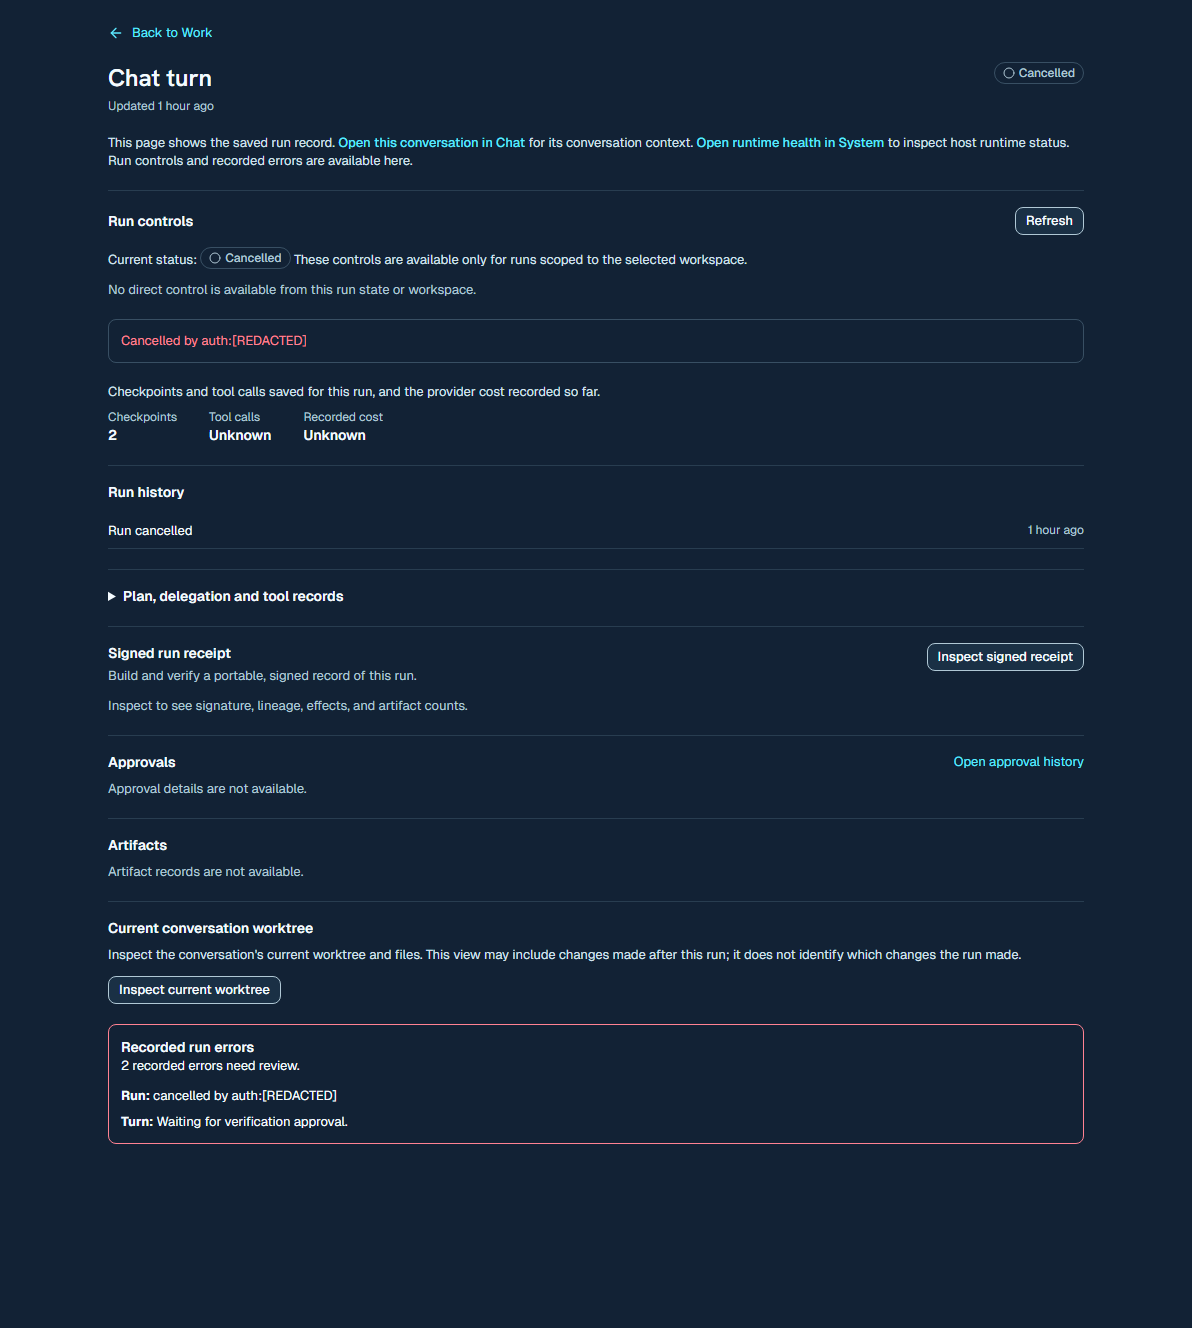 Back to Work
Chat turn
Cancelled
Updated 1 hour ago
This page shows the saved run record. Open this conversation in Chat for its conversation context. Open runtime health in System to inspect host runtime status.
Run controls and recorded errors are available here.
Run controls
Refresh
Current status: Cancelled These controls are available only for runs scoped to the selected workspace.
No direct control is available from this run state or workspace.
Cancelled by auth:[REDACTED]
Checkpoints and tool calls saved for this run, and the provider cost recorded so far.
Checkpoints Tool calls Recorded cost
2 Unknown Unknown
Run history
Run cancelled 1 hour ago
Plan, delegation and tool records
Signed run receipt
Inspect signed receipt
Build and verify a portable, signed record of this run.
Inspect to see signature, lineage, effects, and artifact counts.
Approvals
Open approval history
Approval details are not available.
Artifacts
Artifact records are not available.
Current conversation worktree
Inspect the conversation's current worktree and files. This view may include changes made after this run; it does not identify which changes the run made.
Inspect current worktree
Recorded run errors
2 recorded errors need review.
Run: cancelled by auth:[REDACTED]
Turn: Waiting for verification approval.